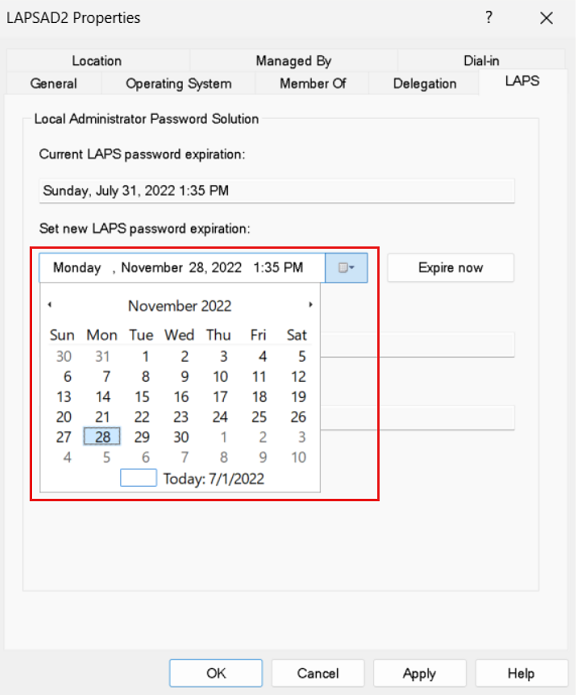 LAPSAD2 Properties ?
Location Managed By Dial-in
General Operating System Member Of Delegation LAPS
Local Administrator Password Solution
Current LAPS password expiration:
Sunday, July 31, 2022 1:35 PM
Set new LAPS password expiration:
Monday , November 28, 2022 1:35 PM Expire now
November 2022
Sun Mon Tue Wed Thu Fri Sat
30 31 1 2 3 4 5
6 7 8 9 10 11 12
13 14 15 16 17 18 19
20 21 22 23 24 25 26
27 28 29 30 1 2 3
4 5 6 7 8 9 10
Today: 7/1/2022
OK Cancel Apply Help